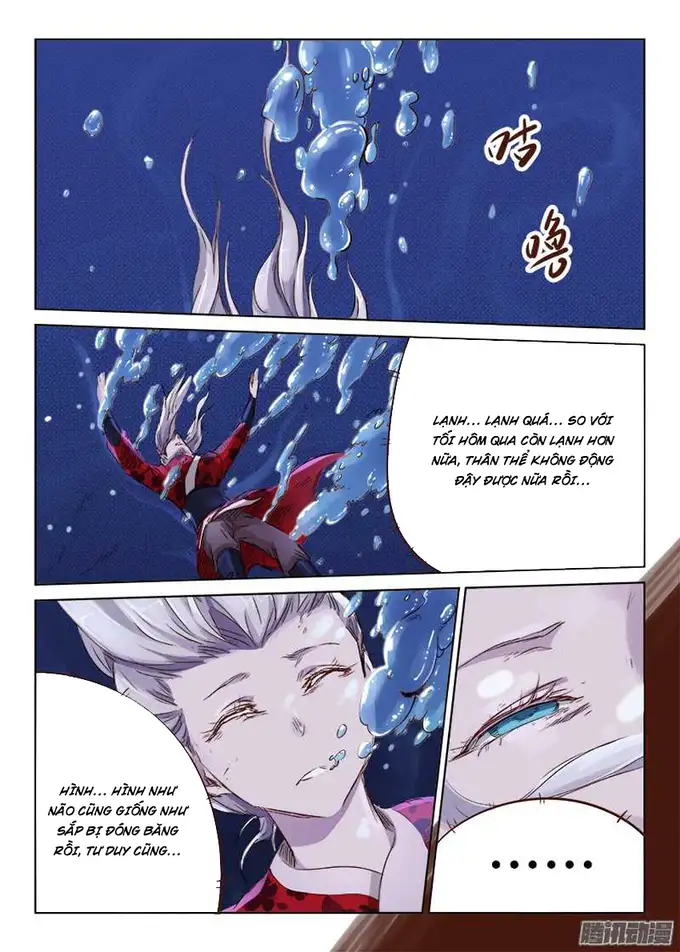 咕
噜
LẠNH... LẠNH QUÁ... SO VỚI
TỐI HÔM QUA CÒN LẠNH HƠN
NỮA, THÂN THỂ KHÔNG ĐỘNG
ĐẬY ĐƯỢC NỮA RỒI...
HÌNH... HÌNH NHƯ
NÃO CŨNG GIỐNG NHƯ
SẮP BỊ ĐÓNG BĂNG
RỒI, TƯ DUY CŨNG...
......
腾讯动漫